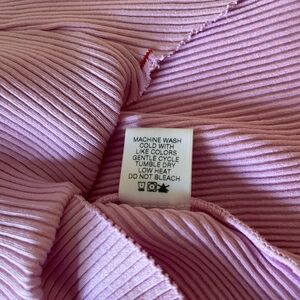 MACHINE WASH
COLD WITH
LIKE COLORS
GENTLE CYCLE
TUMBLE DRY
LOW HEAT
DO NOT BLEACH